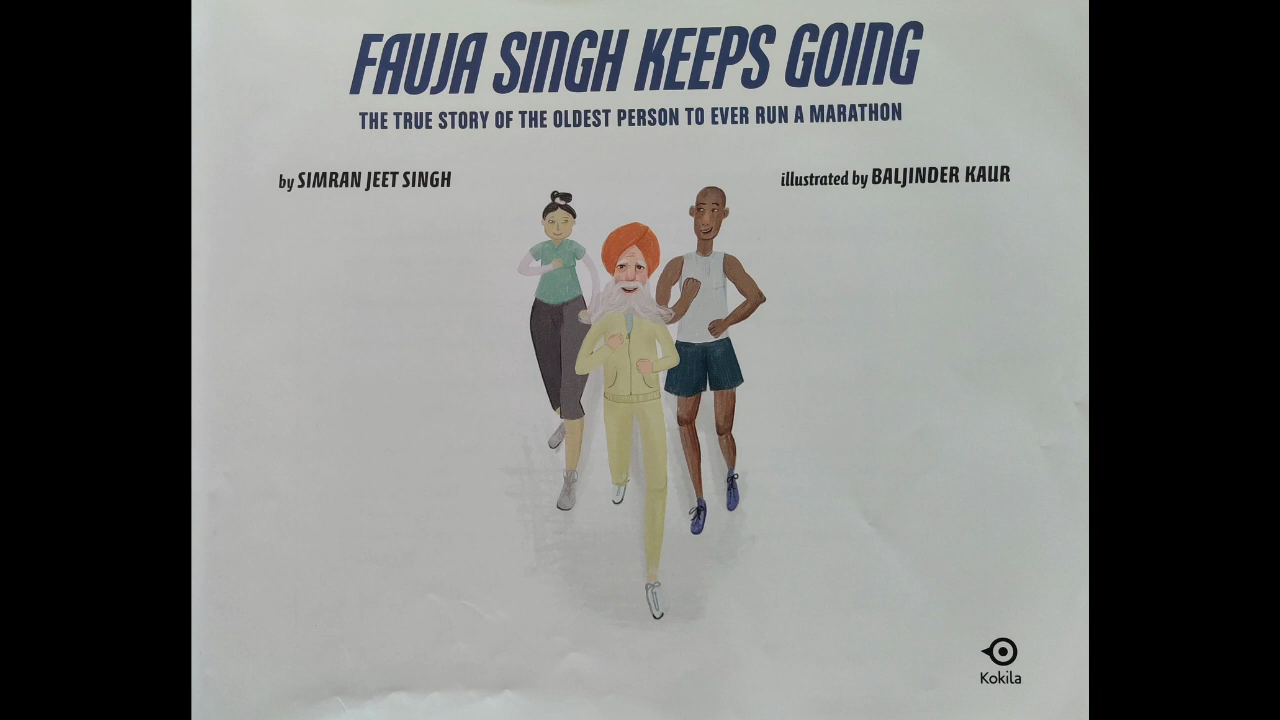 FAUJA SINGH KEEPS GOING
THE TRUE STORY OF THE OLDEST PERSON TO EVER RUN A MARATHON
by SIMRAN JEET SINGH
illustrated by BALJINDER KAUR
Kokila